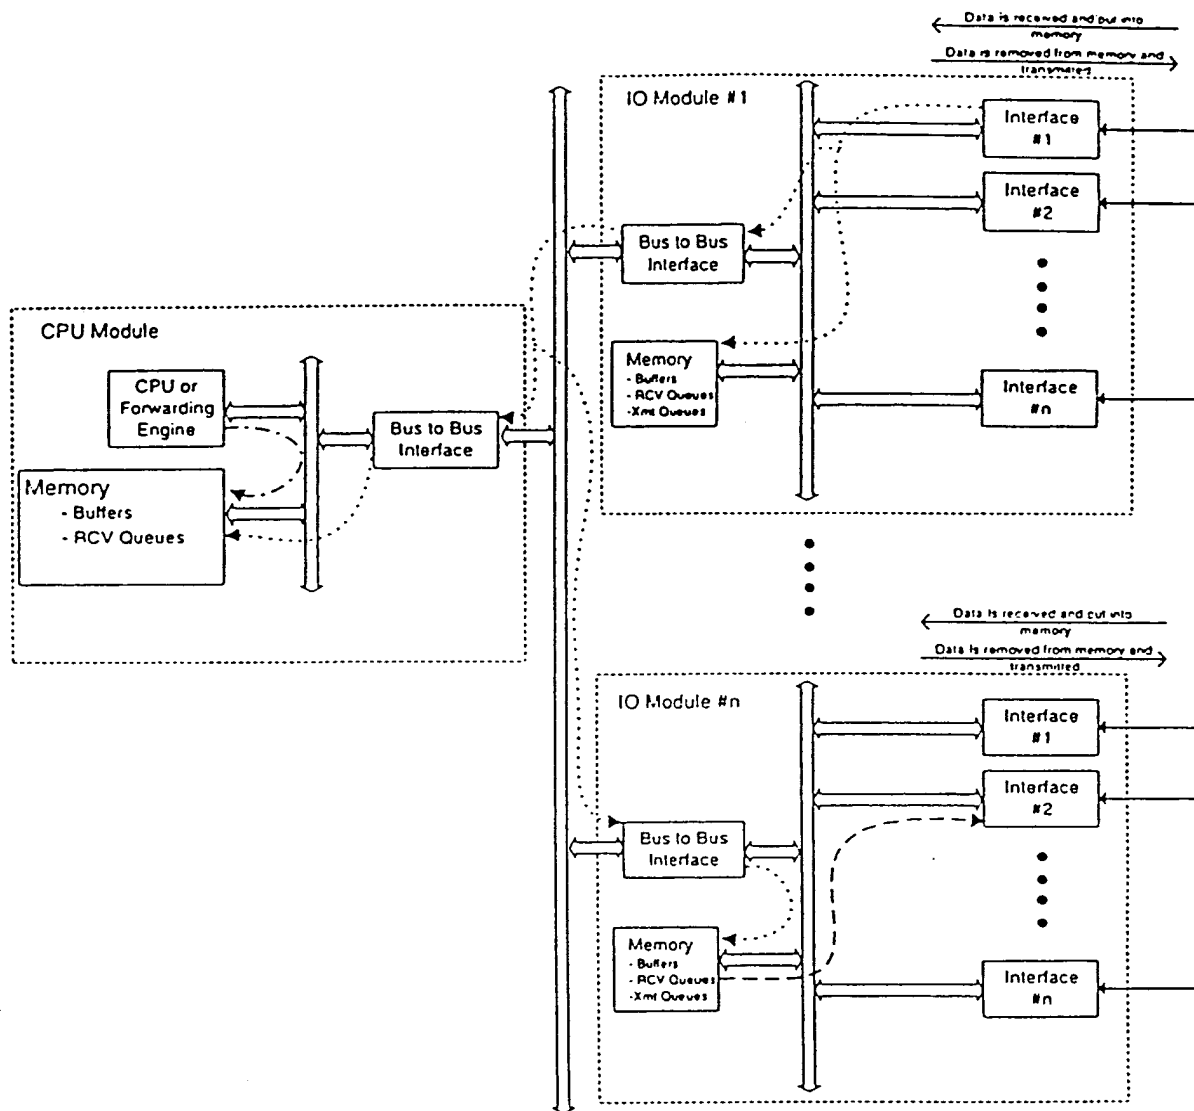 Data is received and put into
memory
Data is removed from memory and
transmitted
IO Module #1
Interface
#1
Interface
#2
Bus to Bus
Interface
Memory
- Buffers
- RCV Queues
-Xmt Queues
Interface
#n
CPU Module
CPU or
Forwarding
Engine
Bus to Bus
Interface
Memory
- Buffers
- RCV Queues
Data is received and put into
memory
Data is removed from memory and
transmitted
IO Module #n
Interface
#1
Interface
#2
Bus to Bus
Interface
Memory
- Buffers
- RCV Queues
-Xmt Queues
Interface
#n